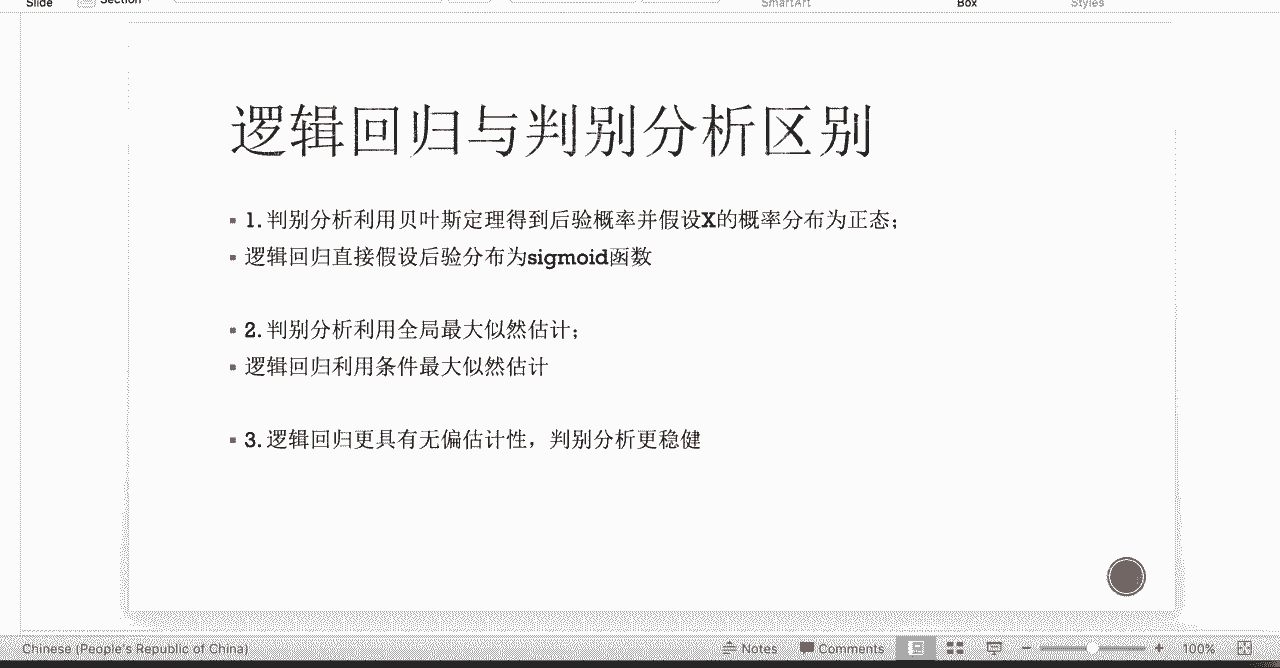 Slide
Section
SmartArt
Box
Styles
逻辑回归与判别分析区别
1. 判别分析利用贝叶斯定理得到后验概率并假设X的概率分布为正态；
逻辑回归直接假设后验分布为sigmoid函数
2. 判别分析利用全局最大似然估计；
逻辑回归利用条件最大似然估计
3. 逻辑回归更具有无偏估计性，判别分析更稳健
Chinese (People's Republic of China)
Notes
Comments
100%